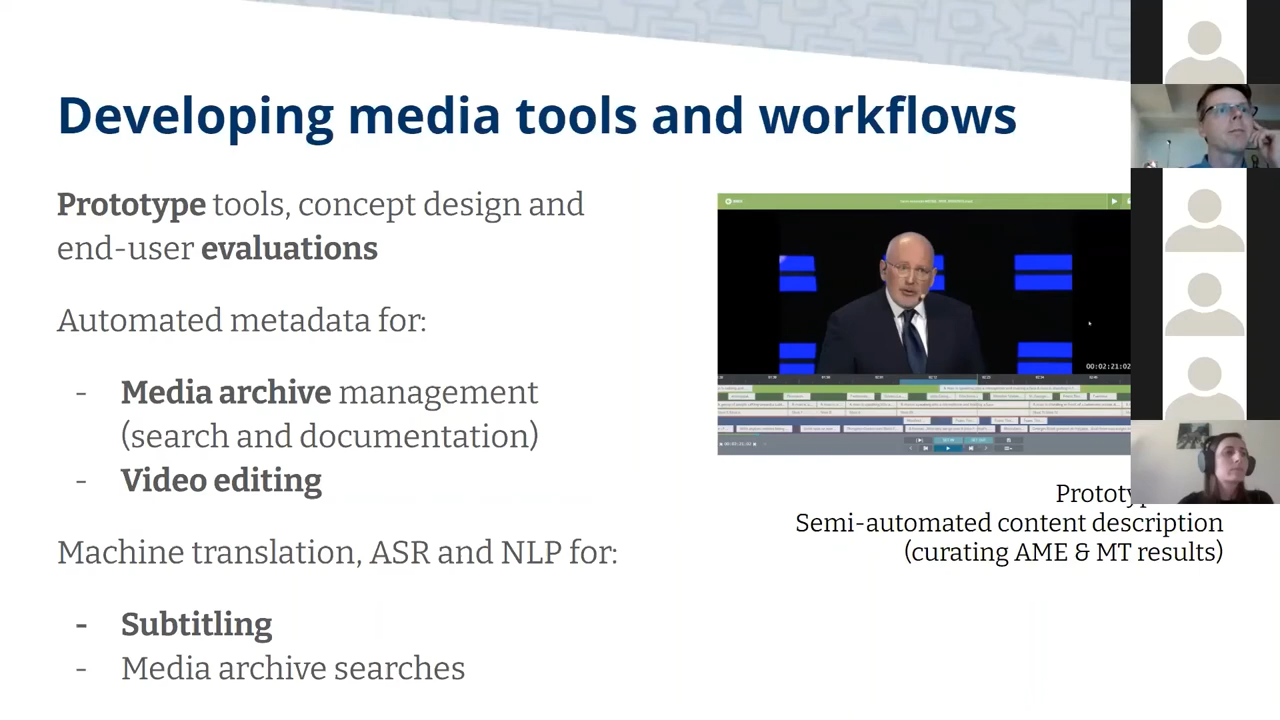 Developing media tools and workflows
Prototype tools, concept design and
end-user evaluations
Automated metadata for:
- Media archive management
(search and documentation)
- Video editing
Machine translation, ASR and NLP for:
- Subtitling
- Media archive searches
00:02:21:02
Semi-automated content description
(curating AME & MT results)